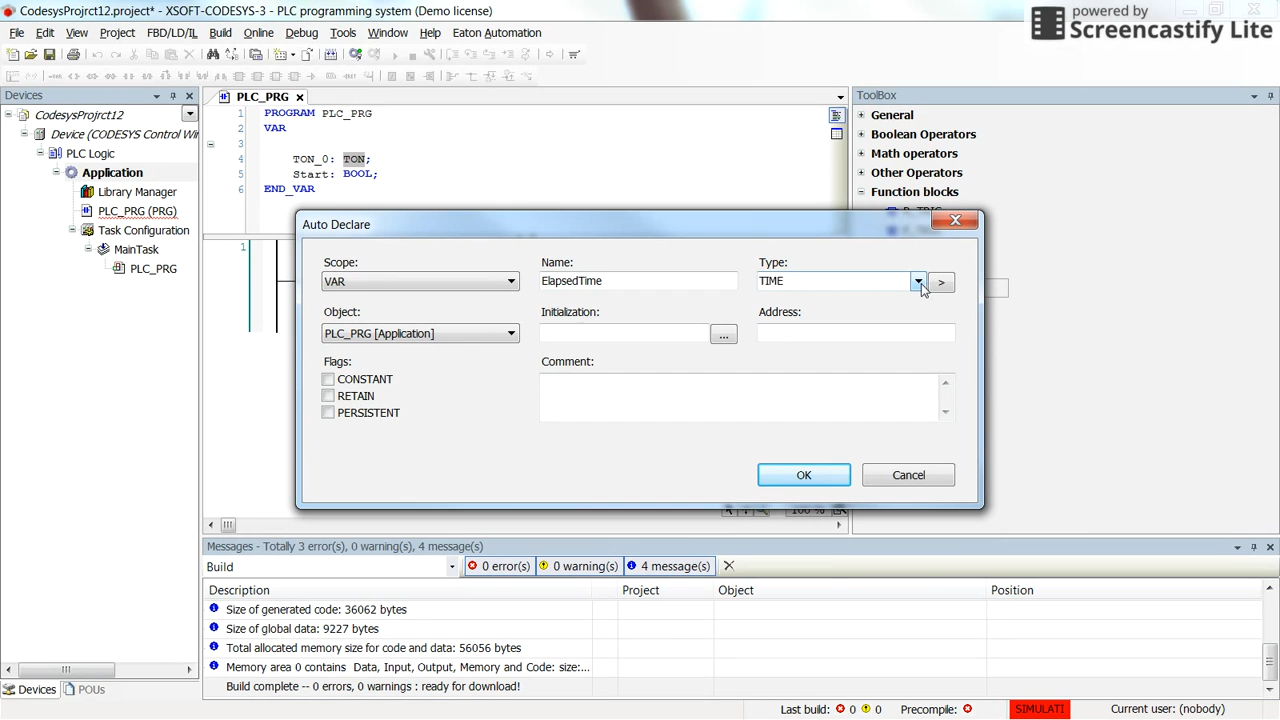 CodesysProjrct12.project* - XSOFT-CODESYS-3 - PLC programming system (Demo license)
powered by
Screencastify Lite
File Edit View Project FBD/LD/IL Build Online Debug Tools Window Help Eaton Automation
Devices
PLC_PRG
ToolBox
CodesysProjrct12
Device (CODESYS Control Wir
PLC Logic
Application
Library Manager
PLC_PRG (PRG)
Task Configuration
MainTask
PLC_PRG
1 PROGRAM PLC_PRG
2 VAR
3
4 TON_0: TON;
5 Start: BOOL;
6 END_VAR
1
General
Boolean Operators
Math operators
Other Operators
Function blocks
Auto Declare
Scope: Name: Type:
VAR ElapsedTime TIME >
Object: Initialization: Address:
PLC_PRG [Application] ...
Flags: Comment:
CONSTANT
RETAIN
PERSISTENT
OK Cancel
Messages - Totally 3 error(s), 0 warning(s), 4 message(s)
Build 0 error(s) 0 warning(s) 4 message(s)
Description Project Object Position
Size of generated code: 36062 bytes
Size of global data: 9227 bytes
Total allocated memory size for code and data: 56056 bytes
Memory area 0 contains Data, Input, Output, Memory and Code: size:...
Build complete -- 0 errors, 0 warnings : ready for download!
Devices POUs
Last build: 0 0 Precompile: SIMULATI Current user: (nobody)